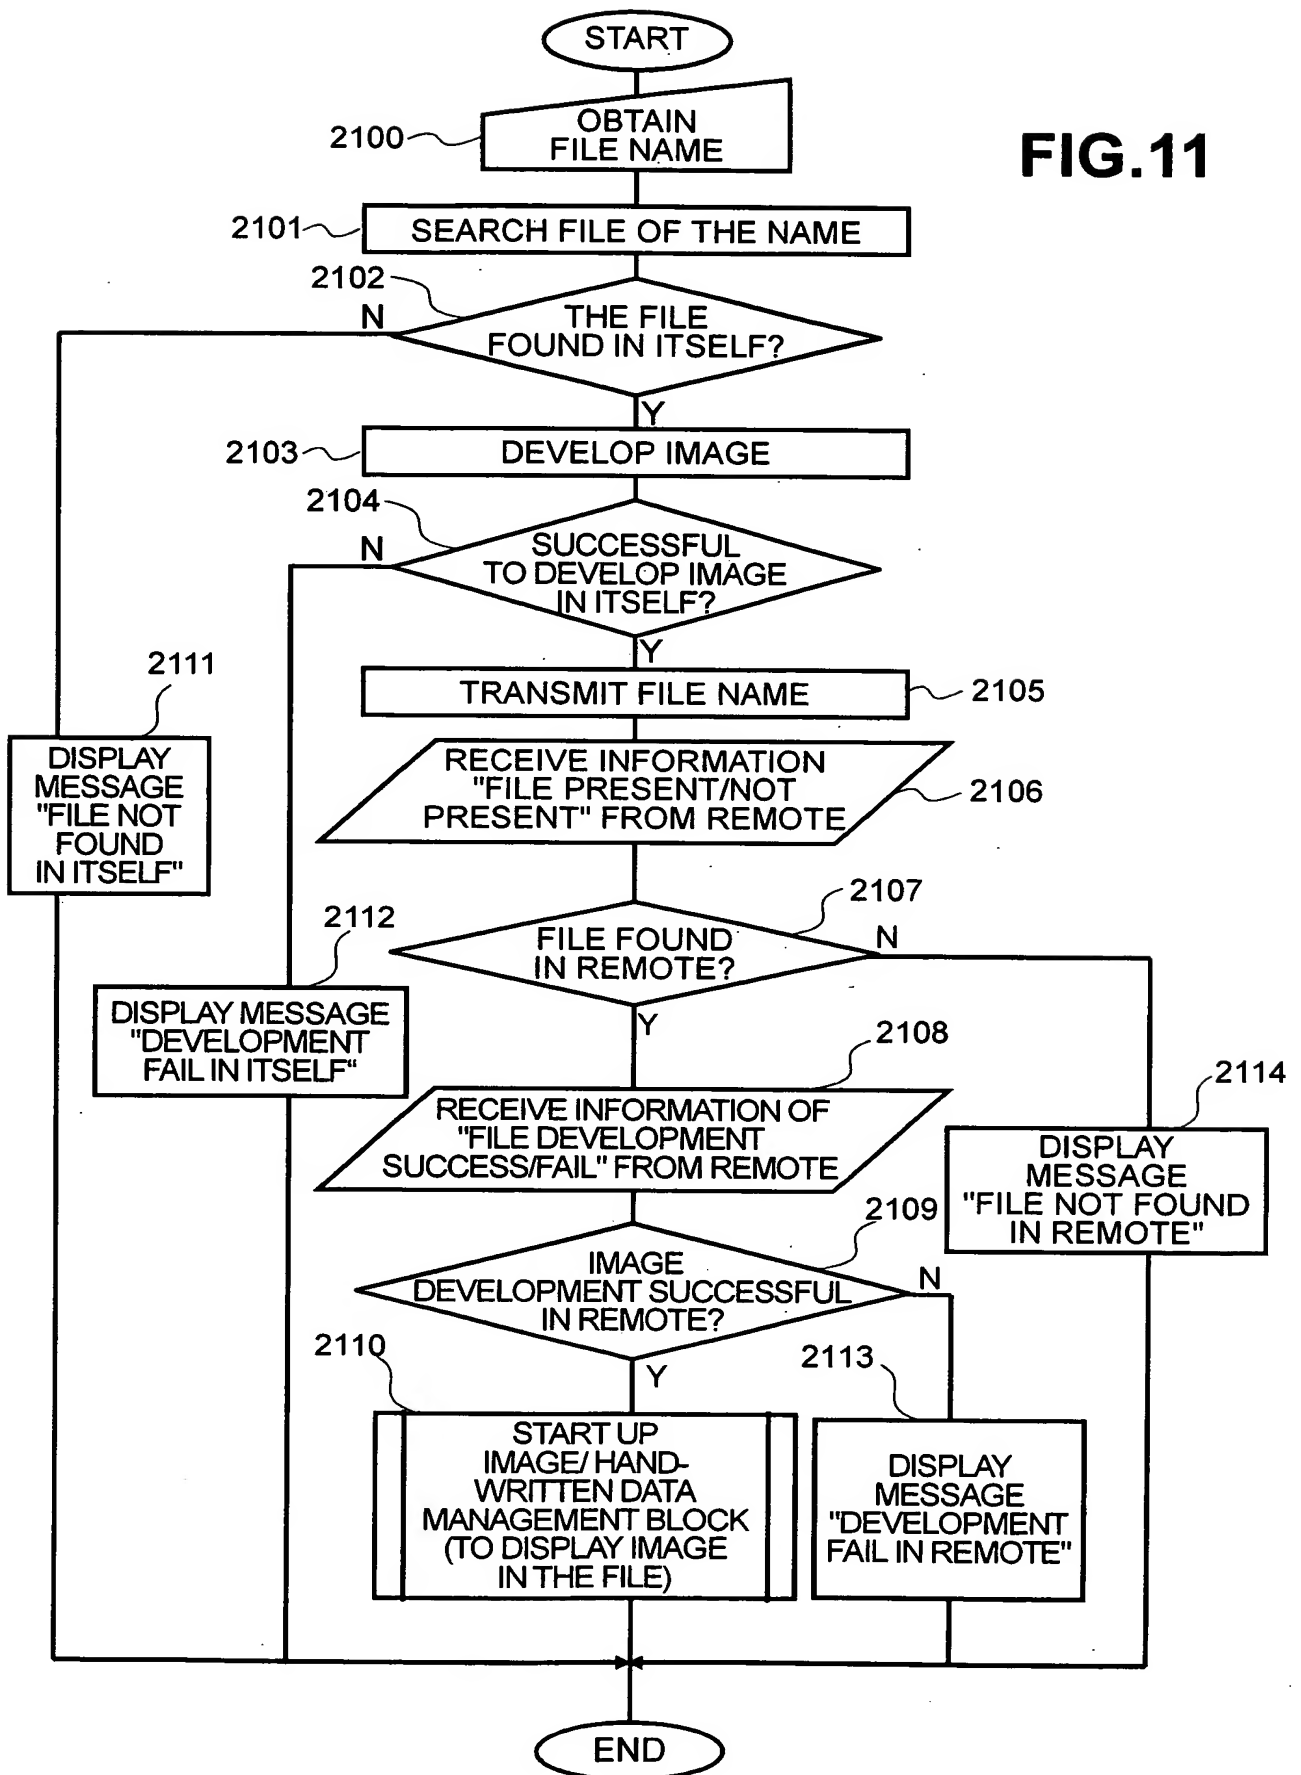 START
2100
OBTAIN
FILE NAME
FIG.11
2101
SEARCH FILE OF THE NAME
2102
N
THE FILE
FOUND IN ITSELF?
Y
2103
DEVELOP IMAGE
2104
N
SUCCESSFUL
TO DEVELOP IMAGE
IN ITSELF?
Y
TRANSMIT FILE NAME
2105
RECEIVE INFORMATION
"FILE PRESENT/NOT
PRESENT" FROM REMOTE
2106
2111
DISPLAY
MESSAGE
"FILE NOT
FOUND
IN ITSELF"
2107
FILE FOUND
IN REMOTE?
N
Y
2112
DISPLAY MESSAGE
"DEVELOPMENT
FAIL IN ITSELF"
2108
RECEIVE INFORMATION OF
"FILE DEVELOPMENT
SUCCESS/FAIL" FROM REMOTE
2114
DISPLAY
MESSAGE
"FILE NOT FOUND
IN REMOTE"
2109
IMAGE
DEVELOPMENT SUCCESSFUL
IN REMOTE?
N
Y
2110
START UP
IMAGE/ HAND-
WRITTEN DATA
MANAGEMENT BLOCK
(TO DISPLAY IMAGE
IN THE FILE)
2113
DISPLAY
MESSAGE
"DEVELOPMENT
FAIL IN REMOTE"
END